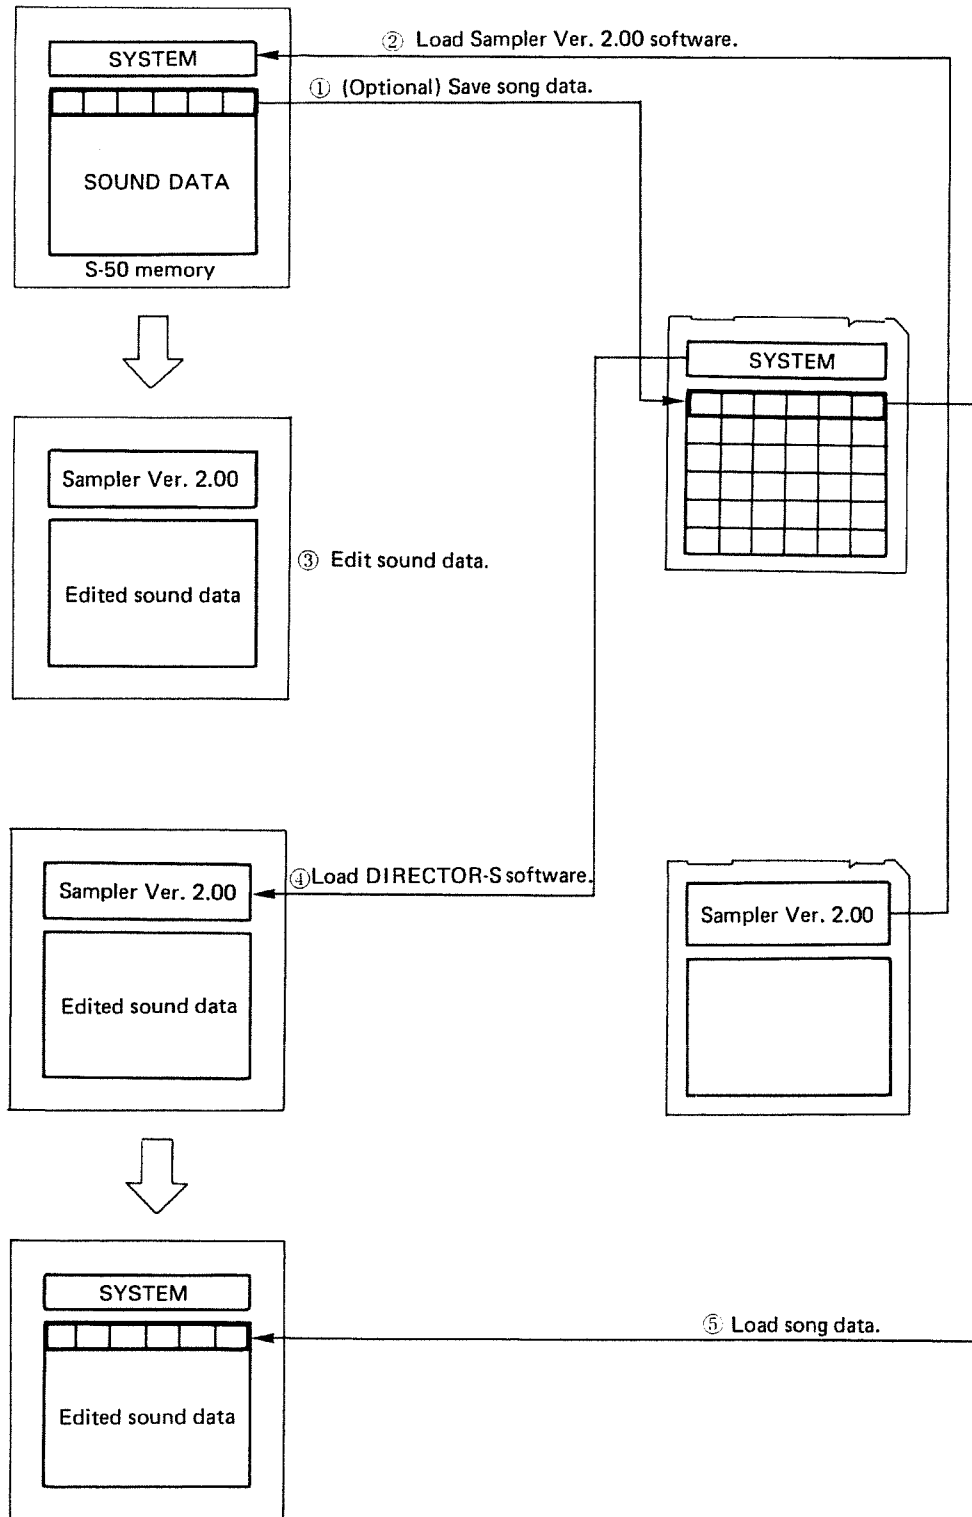 ② Load Sampler Ver. 2.00 software.
SYSTEM
① (Optional) Save song data.
SOUND DATA
S-50 memory
SYSTEM
Sampler Ver. 2.00
③ Edit sound data.
Edited sound data
④Load DIRECTOR-S software.
Sampler Ver. 2.00
Sampler Ver. 2.00
Edited sound data
SYSTEM
⑤ Load song data.
Edited sound data